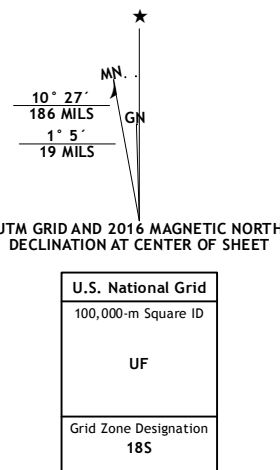 MN
10° 27´
186 MILS
GN
1° 5´
19 MILS
UTM GRID AND 2016 MAGNETIC NORTH
DECLINATION AT CENTER OF SHEET
U.S. National Grid
100,000-m Square ID
UF
Grid Zone Designation
18S